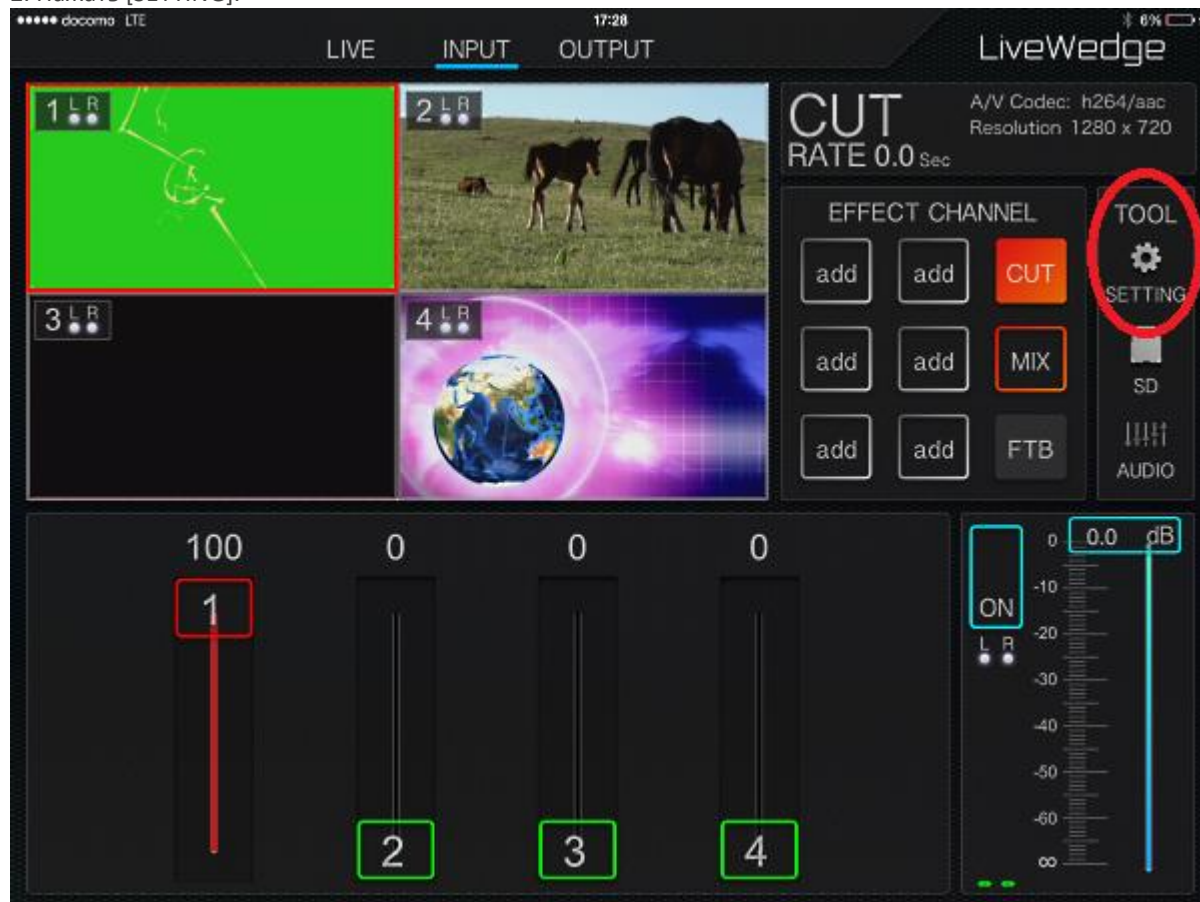 docomo LTE 17:28 6%
LIVE INPUT OUTPUT LiveWedge
1 L R
2 L R
3 L R
4 L R
CUT
RATE 0.0 Sec
A/V Codec: h264/aac
Resolution 1280 x 720
EFFECT CHANNEL
add add CUT
add add MIX
add add FTB
TOOL
SETTING
SD
AUDIO
100 0 0 0
1
2 3 4
ON
L R
0.0 dB
0
-10
-20
-30
-40
-50
-60
∞